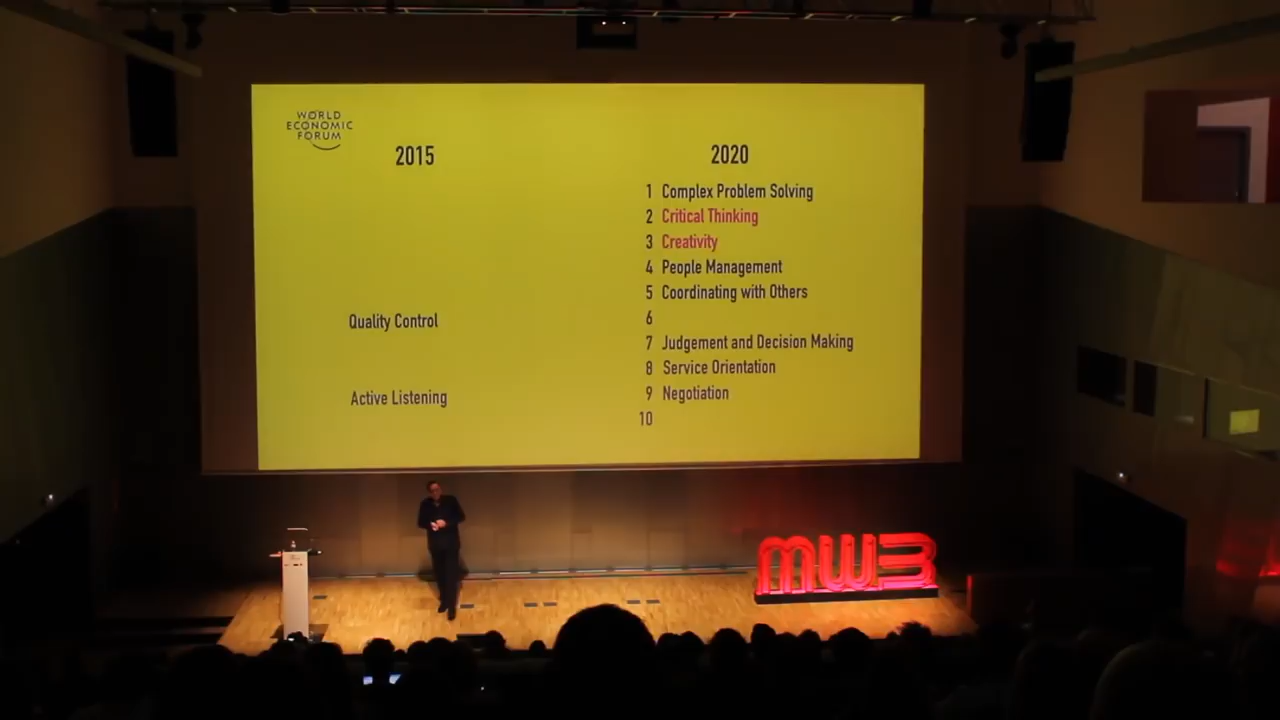 WORLD
ECONOMIC
FORUM
2015
Quality Control
Active Listening
2020
1 Complex Problem Solving
2 Critical Thinking
3 Creativity
4 People Management
5 Coordinating with Others
6
7 Judgement and Decision Making
8 Service Orientation
9 Negotiation
10
MWB